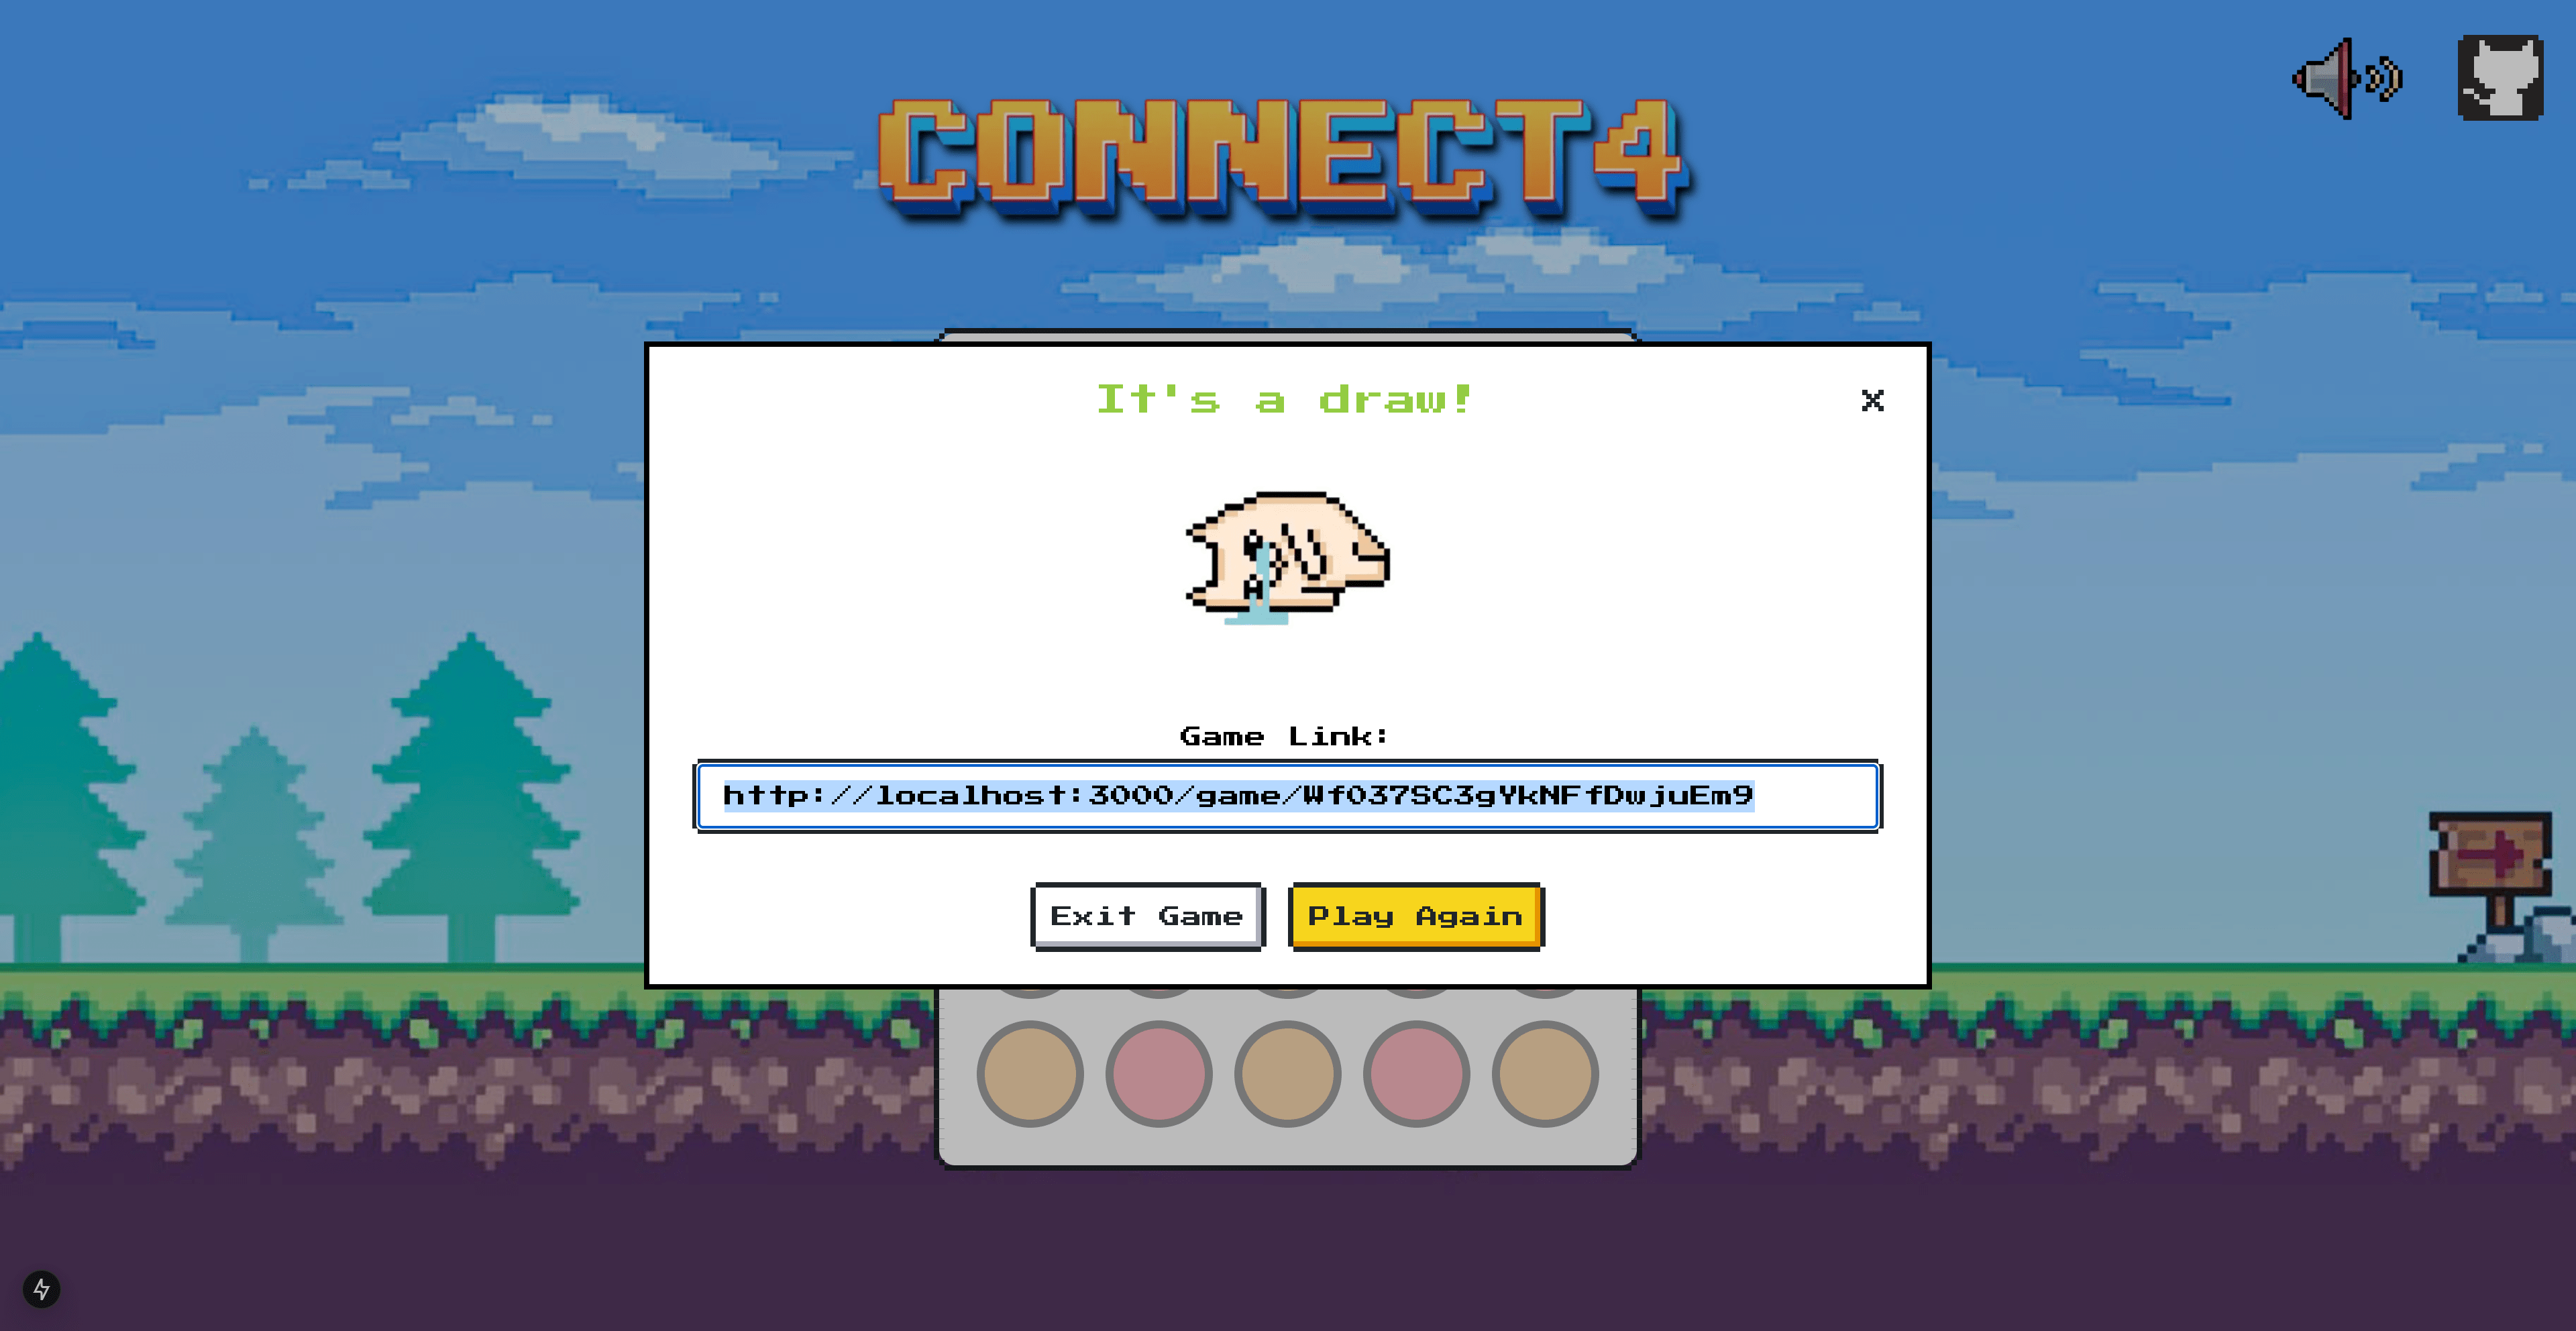 CONNECT4
It's a draw!
x
Game Link:
http://localhost:3000/game/Wf037SC3gYkNFfDwjuEm9
Exit Game
Play Again